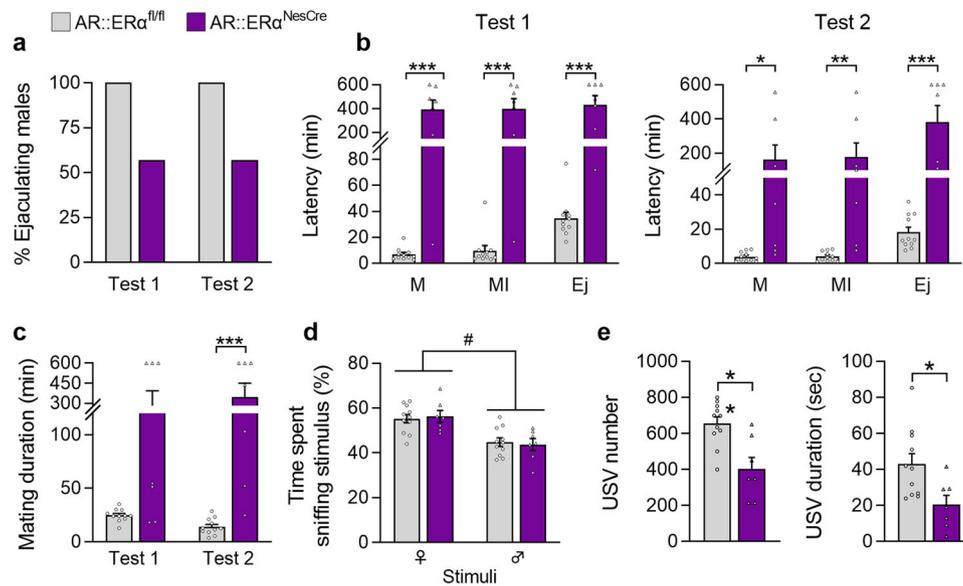 AR::ERα^fl/fl AR::ERα^NesCre
a
% Ejaculating males
100
75
50
25
0
Test 1 Test 2
b
Test 1
Latency (min)
600
400
200
80
60
40
20
0
*** *** ***
M MI Ej
Test 2
Latency (min)
600
400
200
40
20
0
* ** ***
M MI Ej
c
Mating duration (min)
600
450
300
100
50
0
***
Test 1 Test 2
d
Time spent
sniffing stimulus (%)
80
60
40
20
0
#
♀ ♂
Stimuli
e
USV number
1000
800
600
400
200
0
*
*
USV duration (sec)
100
80
60
40
20
0
*